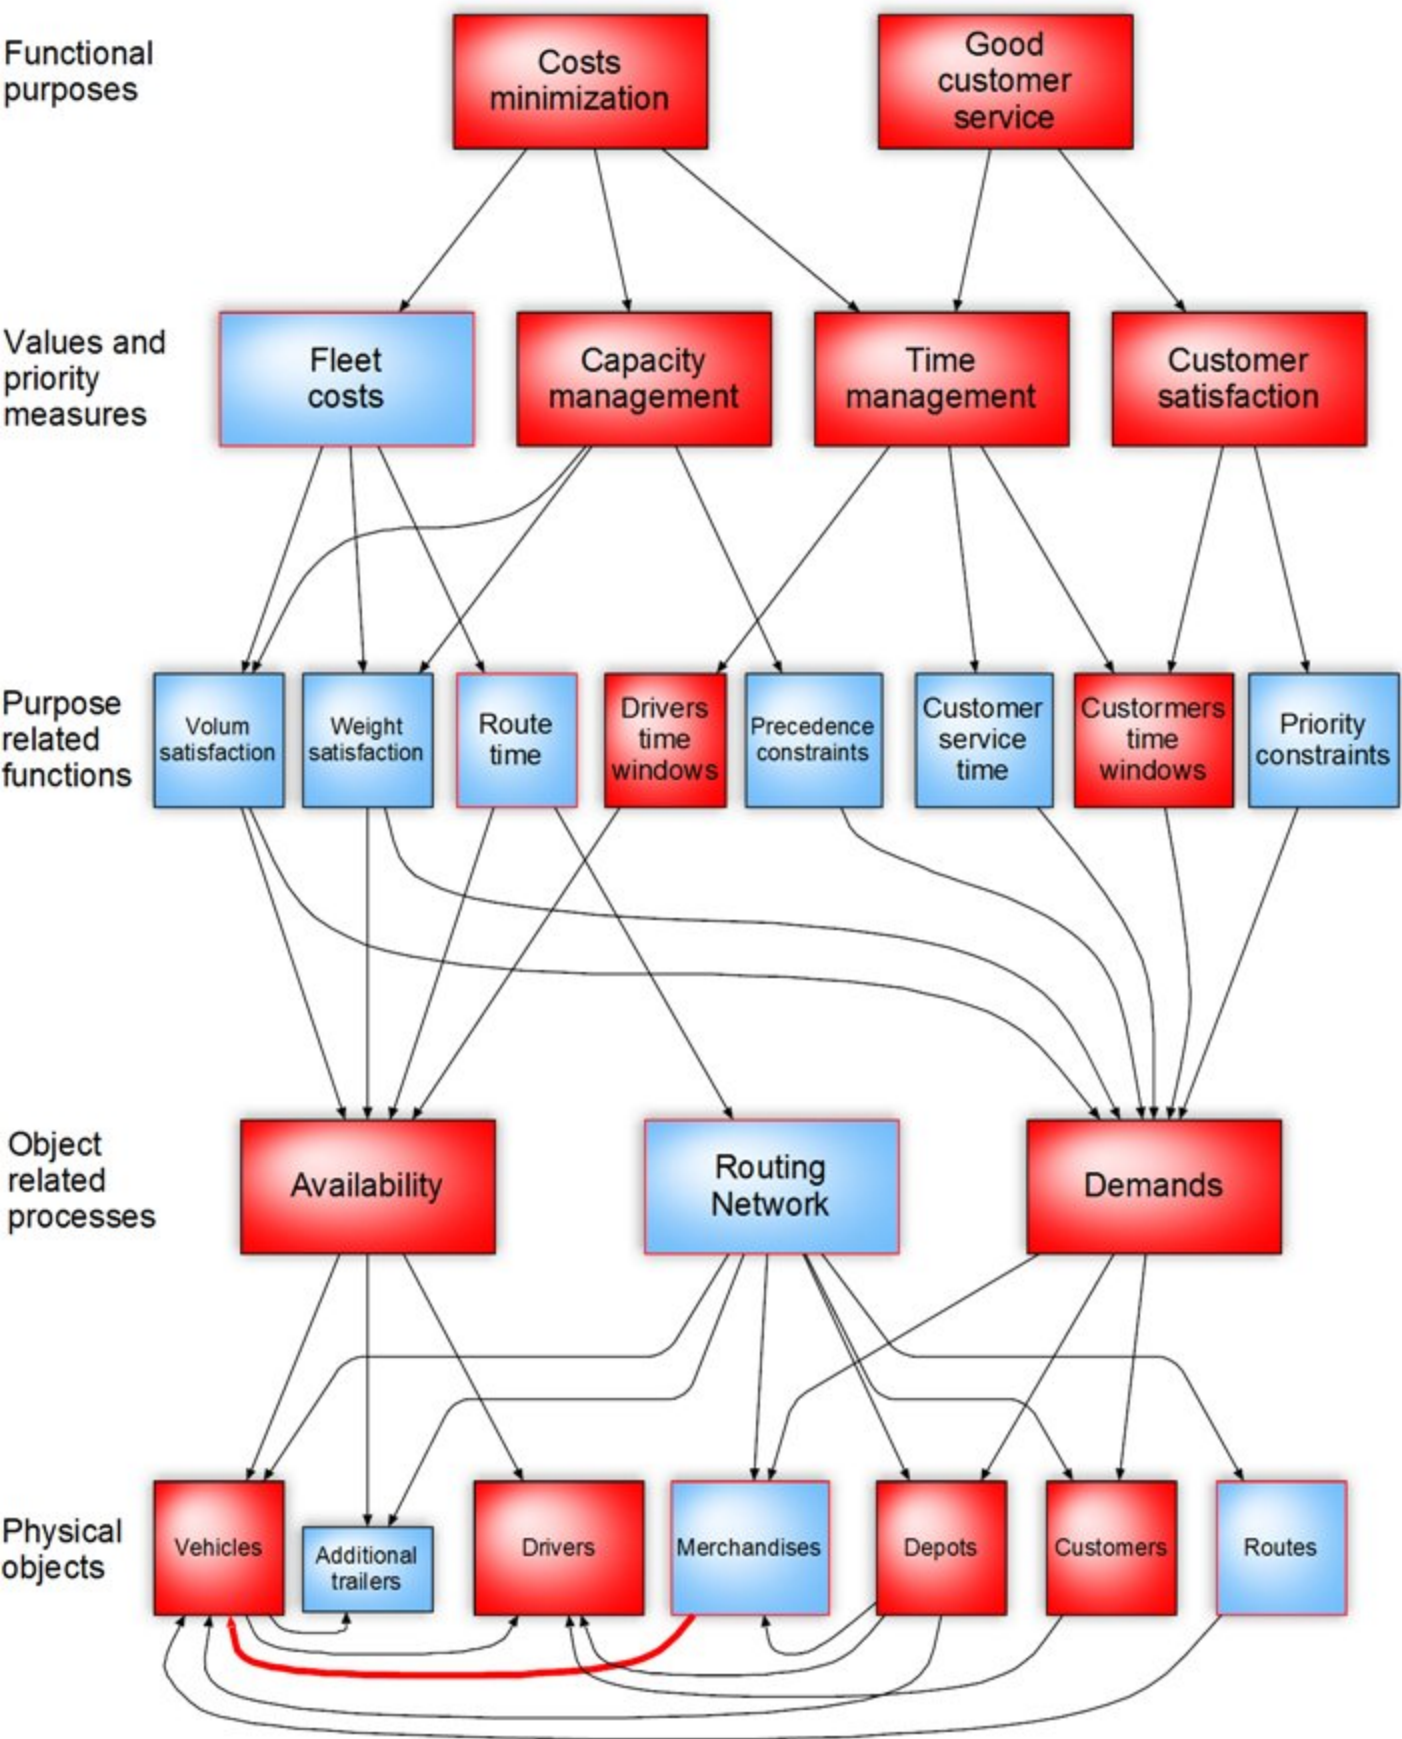 Functional
purposes
Costs
minimization
Good
customer
service
Values and
priority
measures
Fleet
costs
Capacity
management
Time
management
Customer
satisfaction
Purpose
related
functions
Volum
satisfaction
Weight
satisfaction
Route
time
Drivers
time
windows
Precedence
constraints
Customer
service
time
Custormers
time
windows
Priority
constraints
Object
related
processes
Availability
Routing
Network
Demands
Physical
objects
Vehicles
Additional
trailers
Drivers
Merchandises
Depots
Customers
Routes